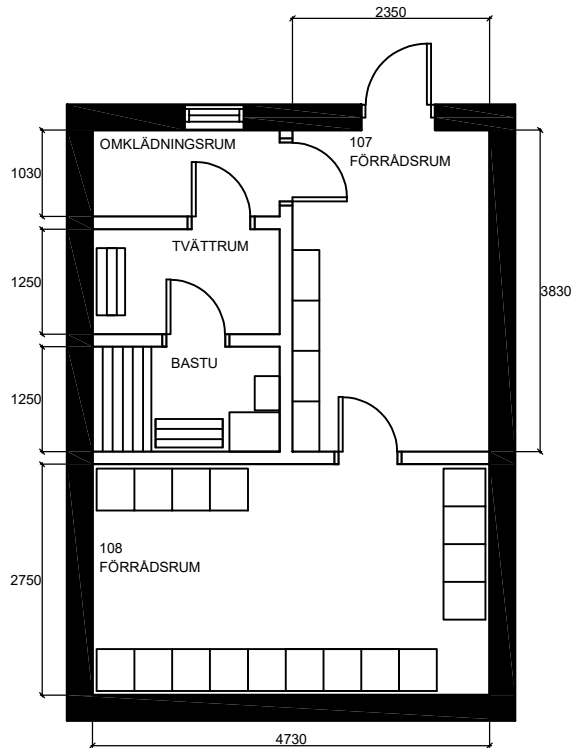 2350
OMKLÄDNINGSRUM
107
FÖRRÅDSRUM
1030
TVÄTTRUM
1250
3830
BASTU
1250
108
FÖRRÅDSRUM
2750
4730